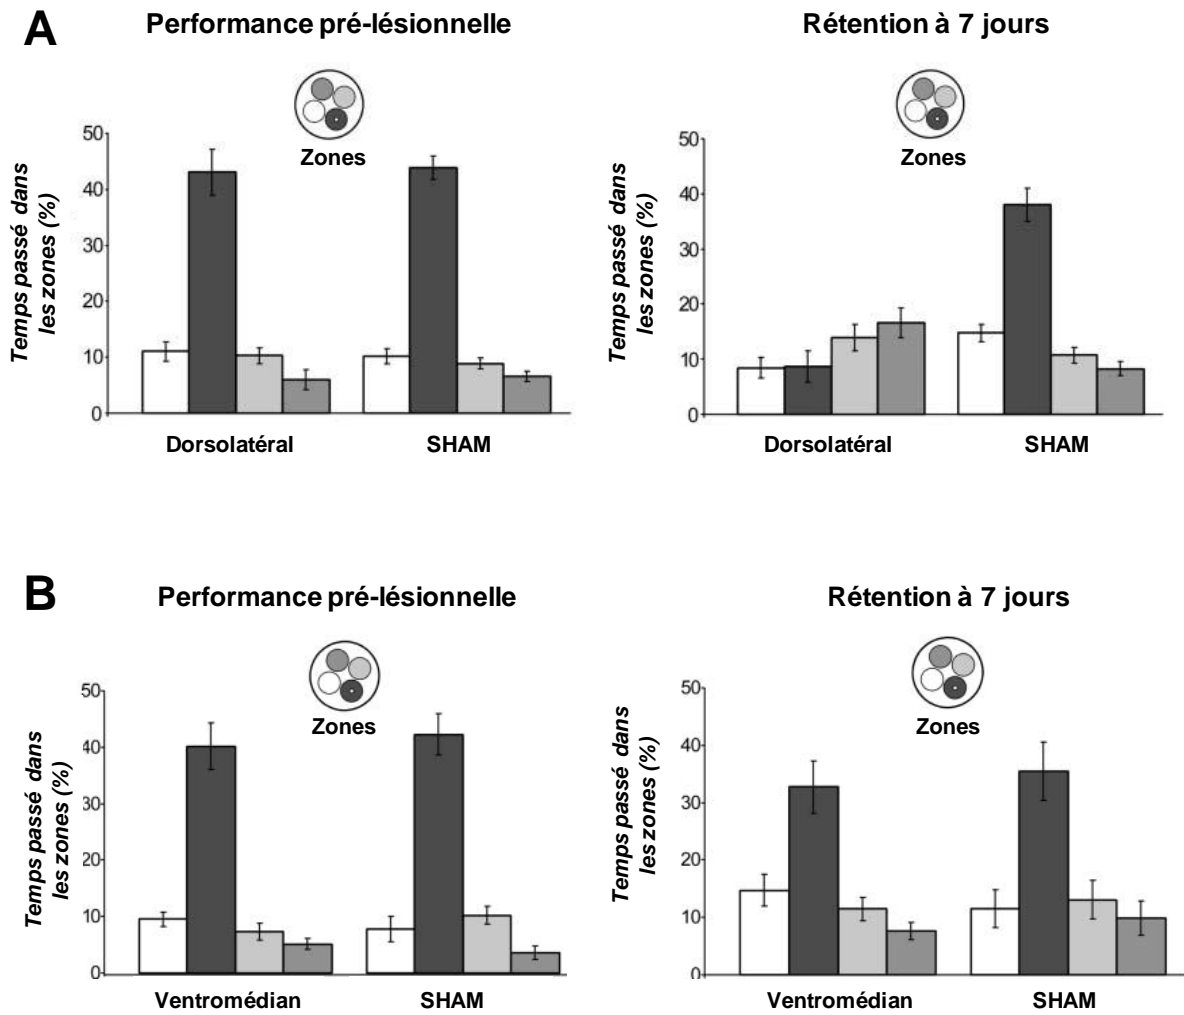 A
Performance pré-lésionnelle
Rétention à 7 jours
Zones
Zones
Temps passé dans
les zones (%)
50
40
30
20
10
0
Dorsolatéral
SHAM
Temps passé dans
les zones (%)
50
40
30
20
10
0
Dorsolatéral
SHAM
B
Performance pré-lésionnelle
Rétention à 7 jours
Zones
Zones
Temps passé dans
les zones (%)
50
40
30
20
10
0
Ventromédian
SHAM
Temps passé dans
les zones (%)
50
40
30
20
10
0
Ventromédian
SHAM